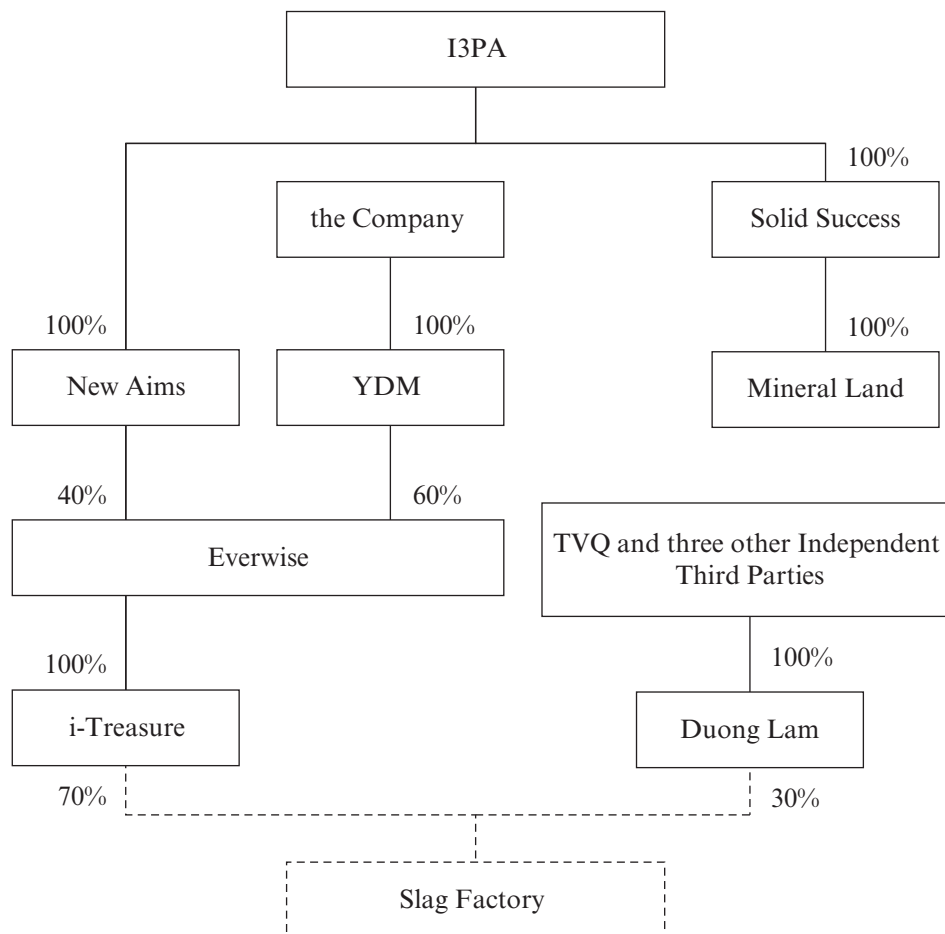 I3PA
100%
the Company
Solid Success
100%
100%
100%
New Aims
YDM
Mineral Land
40%
60%
Everwise
TVQ and three other Independent
Third Parties
100%
100%
i-Treasure
Duong Lam
70%
30%
Slag Factory